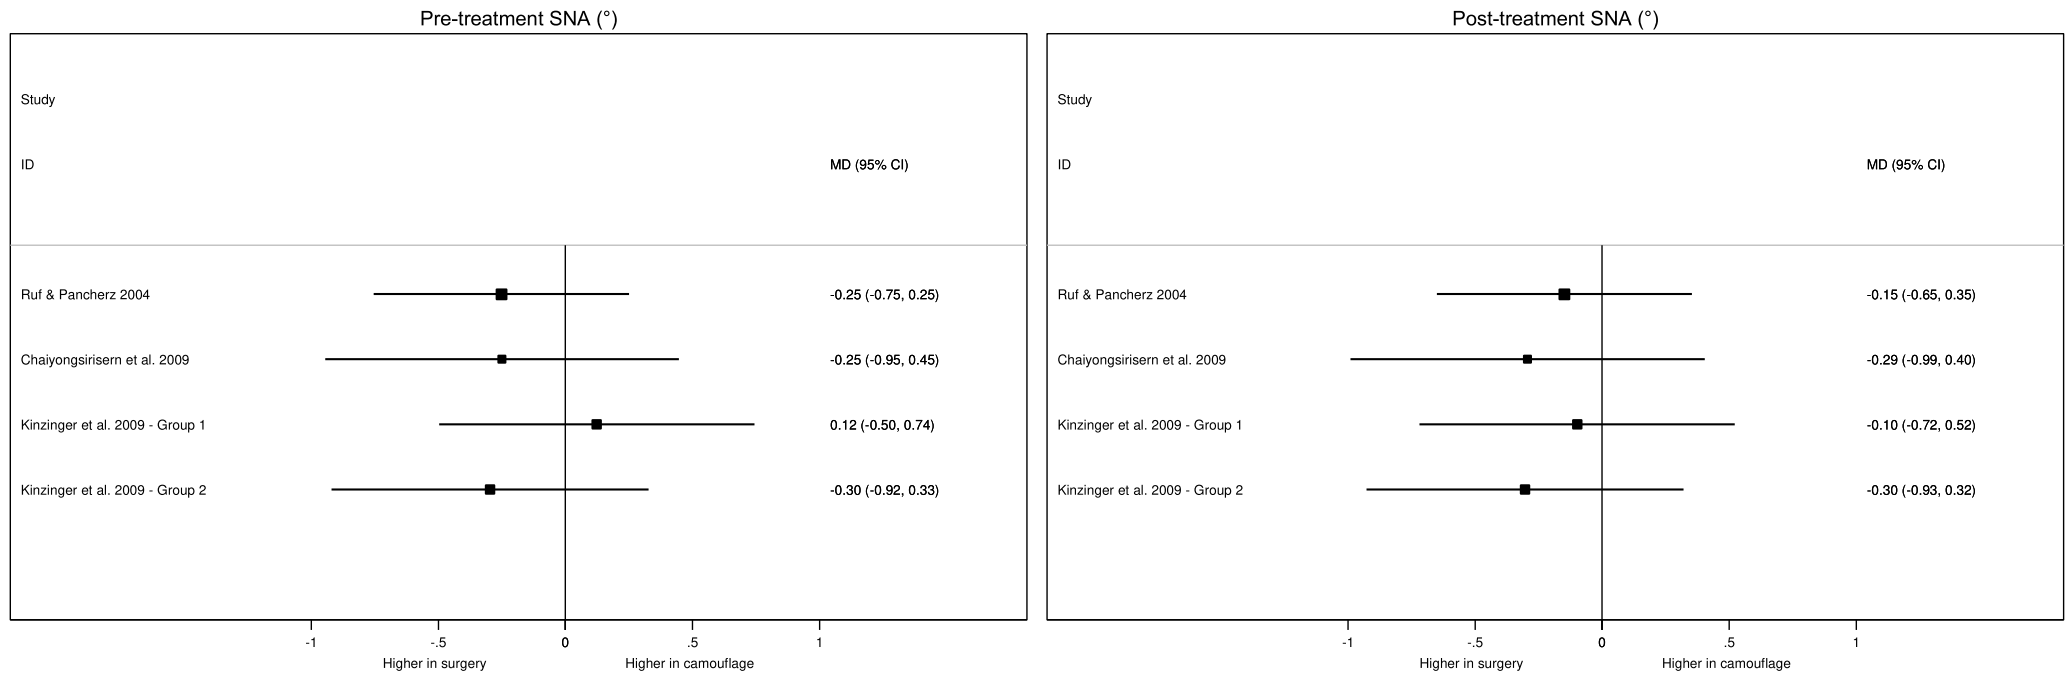 Pre-treatment SNA (°)
Study
ID MD (95% CI)
Ruf & Pancherz 2004 -0.25 (-0.75, 0.25)
Chaiyongsirisern et al. 2009 -0.25 (-0.95, 0.45)
Kinzinger et al. 2009 - Group 1 0.12 (-0.50, 0.74)
Kinzinger et al. 2009 - Group 2 -0.30 (-0.92, 0.33)
-1 -.5 0 .5 1
Higher in surgery Higher in camouflage
Post-treatment SNA (°)
Study
ID MD (95% CI)
Ruf & Pancherz 2004 -0.15 (-0.65, 0.35)
Chaiyongsirisern et al. 2009 -0.29 (-0.99, 0.40)
Kinzinger et al. 2009 - Group 1 -0.10 (-0.72, 0.52)
Kinzinger et al. 2009 - Group 2 -0.30 (-0.93, 0.32)
-1 -.5 0 .5 1
Higher in surgery Higher in camouflage